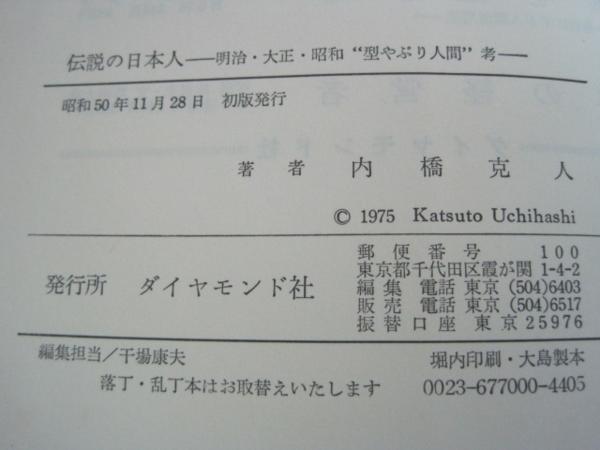 伝説の日本人——明治・大正・昭和“型やぶり人間”考——
昭和50年11月28日 初版発行
著者 内橋克人
© 1975 Katsuto Uchihashi
発行所 ダイヤモンド社
郵便番号 100
東京都千代田区霞が関 1-4-2
編集 電話 東京 (504) 6403
販売 電話 東京 (504) 6517
振替口座 東京 25976
編集担当/干場康夫
堀内印刷・大島製本
落丁・乱丁本はお取替えいたします
0023-677000-4405